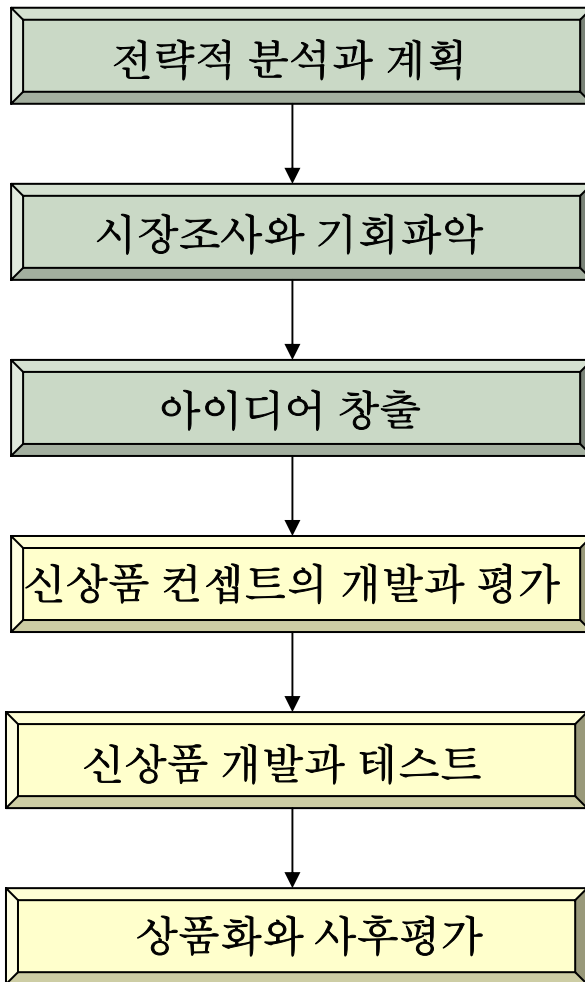 전략적 분석과 계획
시장조사와 기회파악
아이디어 창출
신상품 컨셉트의 개발과 평가
신상품 개발과 테스트
상품화와 사후평가